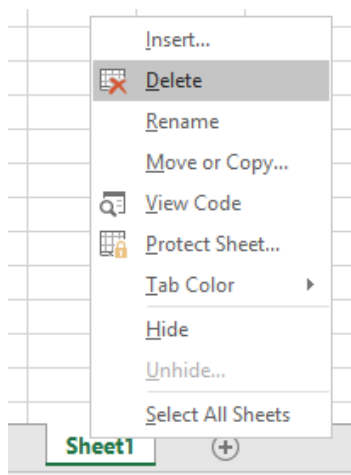 Insert...
Delete
Rename
Move or Copy...
View Code
Protect Sheet...
Tab Color
Hide
Unhide...
Select All Sheets
Sheet1